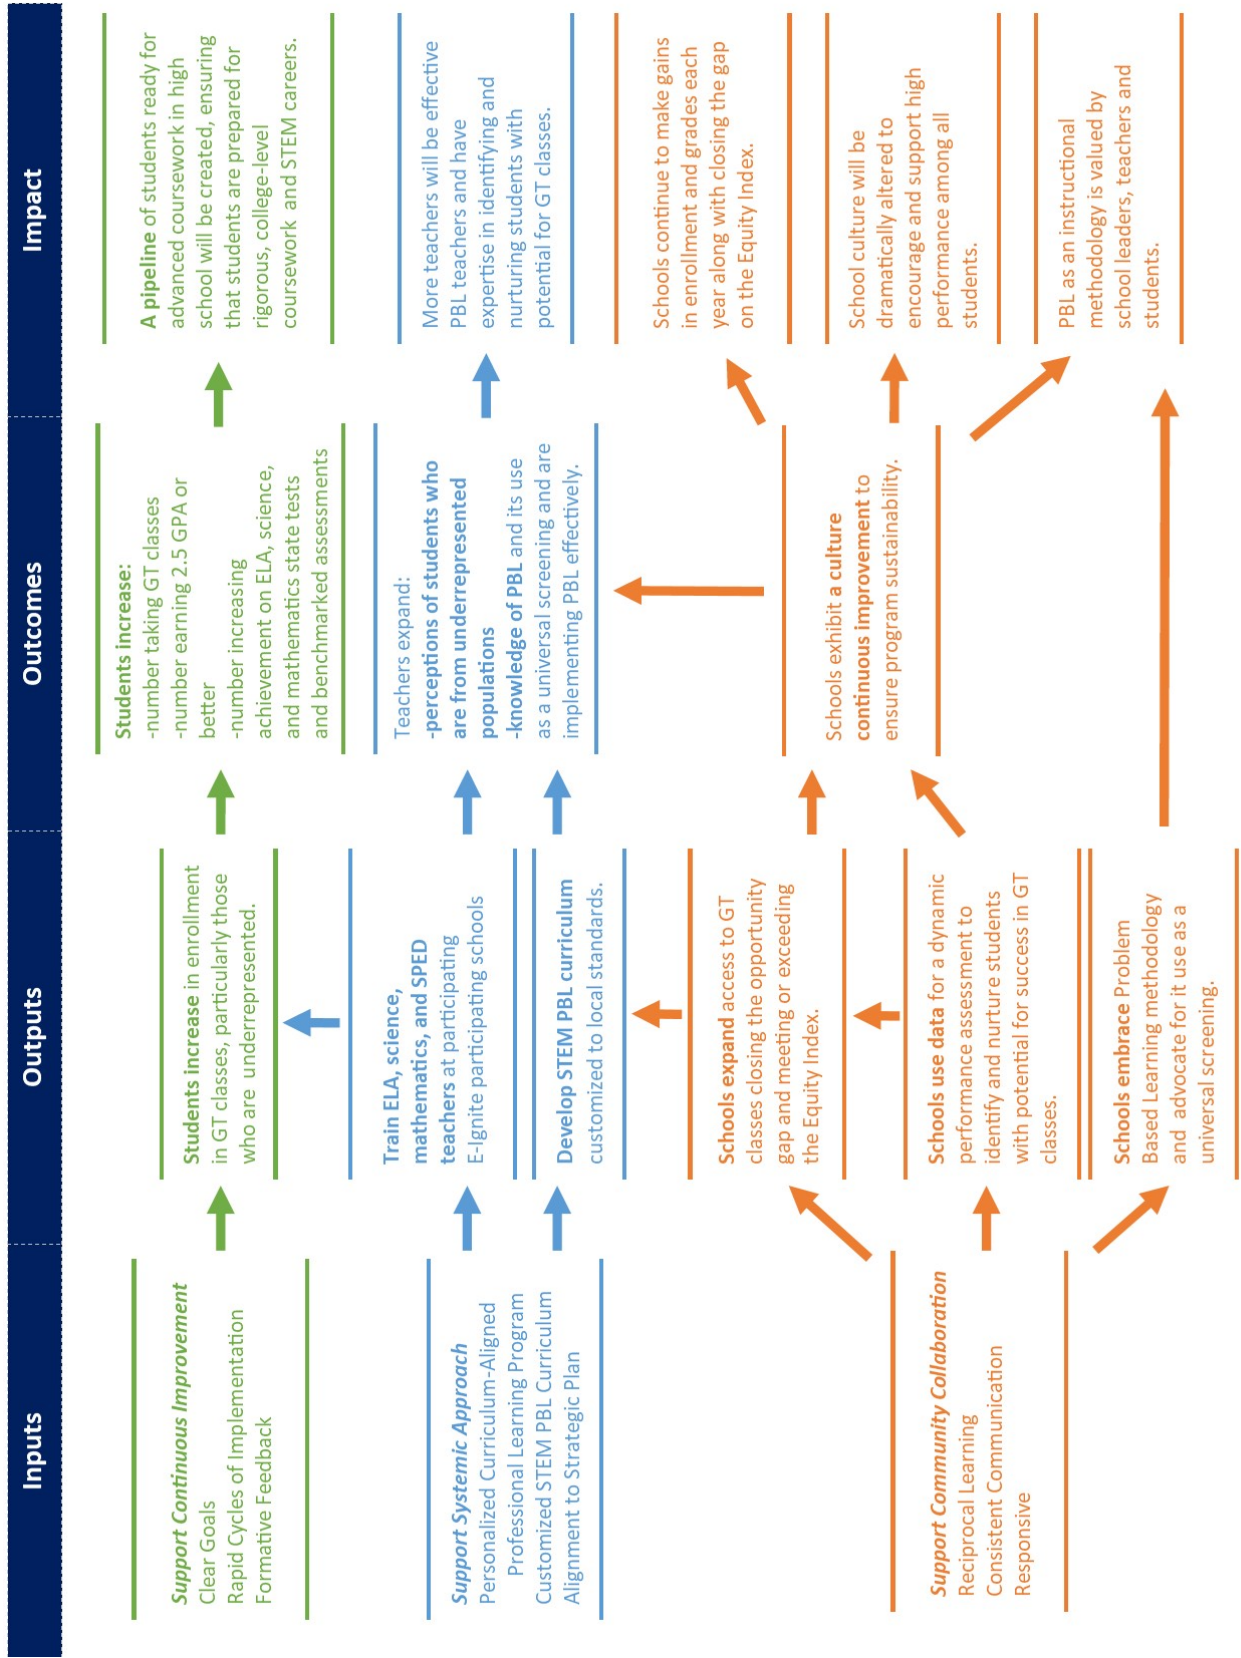 Inputs
Outputs
Outcomes
Impact
Support Continuous Improvement
Clear Goals
Rapid Cycles of Implementation
Formative Feedback
Students increase in enrollment
in GT classes, particularly those
who are underrepresented.
Students increase:
-number taking GT classes
-number earning 2.5 GPA or
better
-number increasing
achievement on ELA, science,
and mathematics state tests
and benchmarked assessments
A pipeline of students ready for
advanced coursework in high
school will be created, ensuring
that students are prepared for
rigorous, college-level
coursework and STEM careers.
Support Systemic Approach
Personalized Curriculum-Aligned
Professional Learning Program
Customized STEM PBL Curriculum
Alignment to Strategic Plan
Train ELA, science,
mathematics, and SPED
teachers at participating
E-Ignite participating schools
Develop STEM PBL curriculum
customized to local standards.
Teachers expand:
-perceptions of students who
are from underrepresented
populations
-knowledge of PBL and its use
as a universal screening and are
implementing PBL effectively.
More teachers will be effective
PBL teachers and have
expertise in identifying and
nurturing students with
potential for GT classes.
Support Community Collaboration
Reciprocal Learning
Consistent Communication
Responsive
Schools expand access to GT
classes closing the opportunity
gap and meeting or exceeding
the Equity Index.
Schools use data for a dynamic
performance assessment to
identify and nurture students
with potential for success in GT
classes.
Schools embrace Problem
Based Learning methodology
and advocate for it use as a
universal screening.
Schools exhibit a culture
continuous improvement to
ensure program sustainability.
Schools continue to make gains
in enrollment and grades each
year along with closing the gap
on the Equity Index.
School culture will be
dramatically altered to
encourage and support high
performance among all
students.
PBL as an instructional
methodology is valued by
school leaders, teachers and
students.